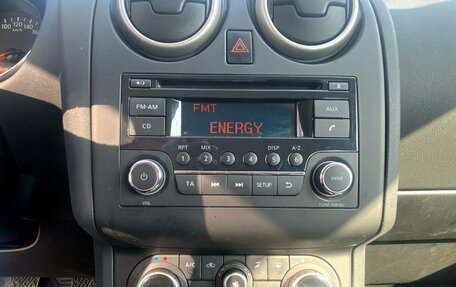 100 120 140 16
FM·AM
CD
FMT
ENERGY
AUX
RPT MIX DISP A-Z
1 2 3 4 5 6
VOL
TA SETUP
ENTER
TUNE/MENU
A/C